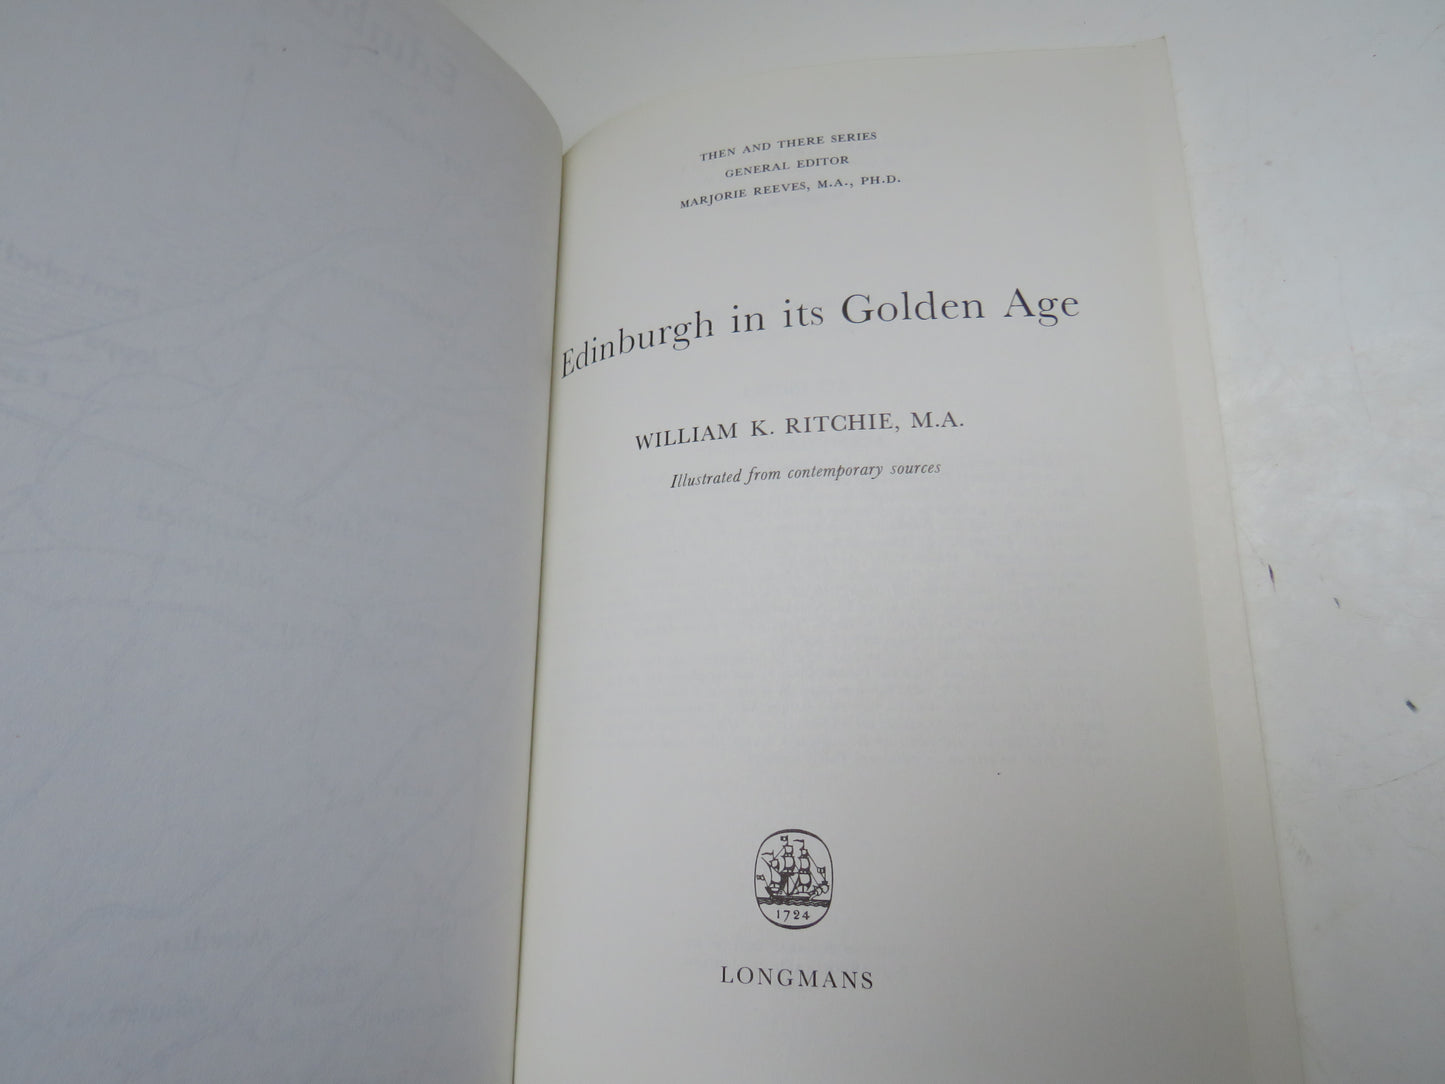 THEN AND THERE SERIES
GENERAL EDITOR
MARJORIE REEVES, M.A., PH.D.
Edinburgh in its Golden Age
WILLIAM K. RITCHIE, M.A.
Illustrated from contemporary sources
1724
LONGMANS